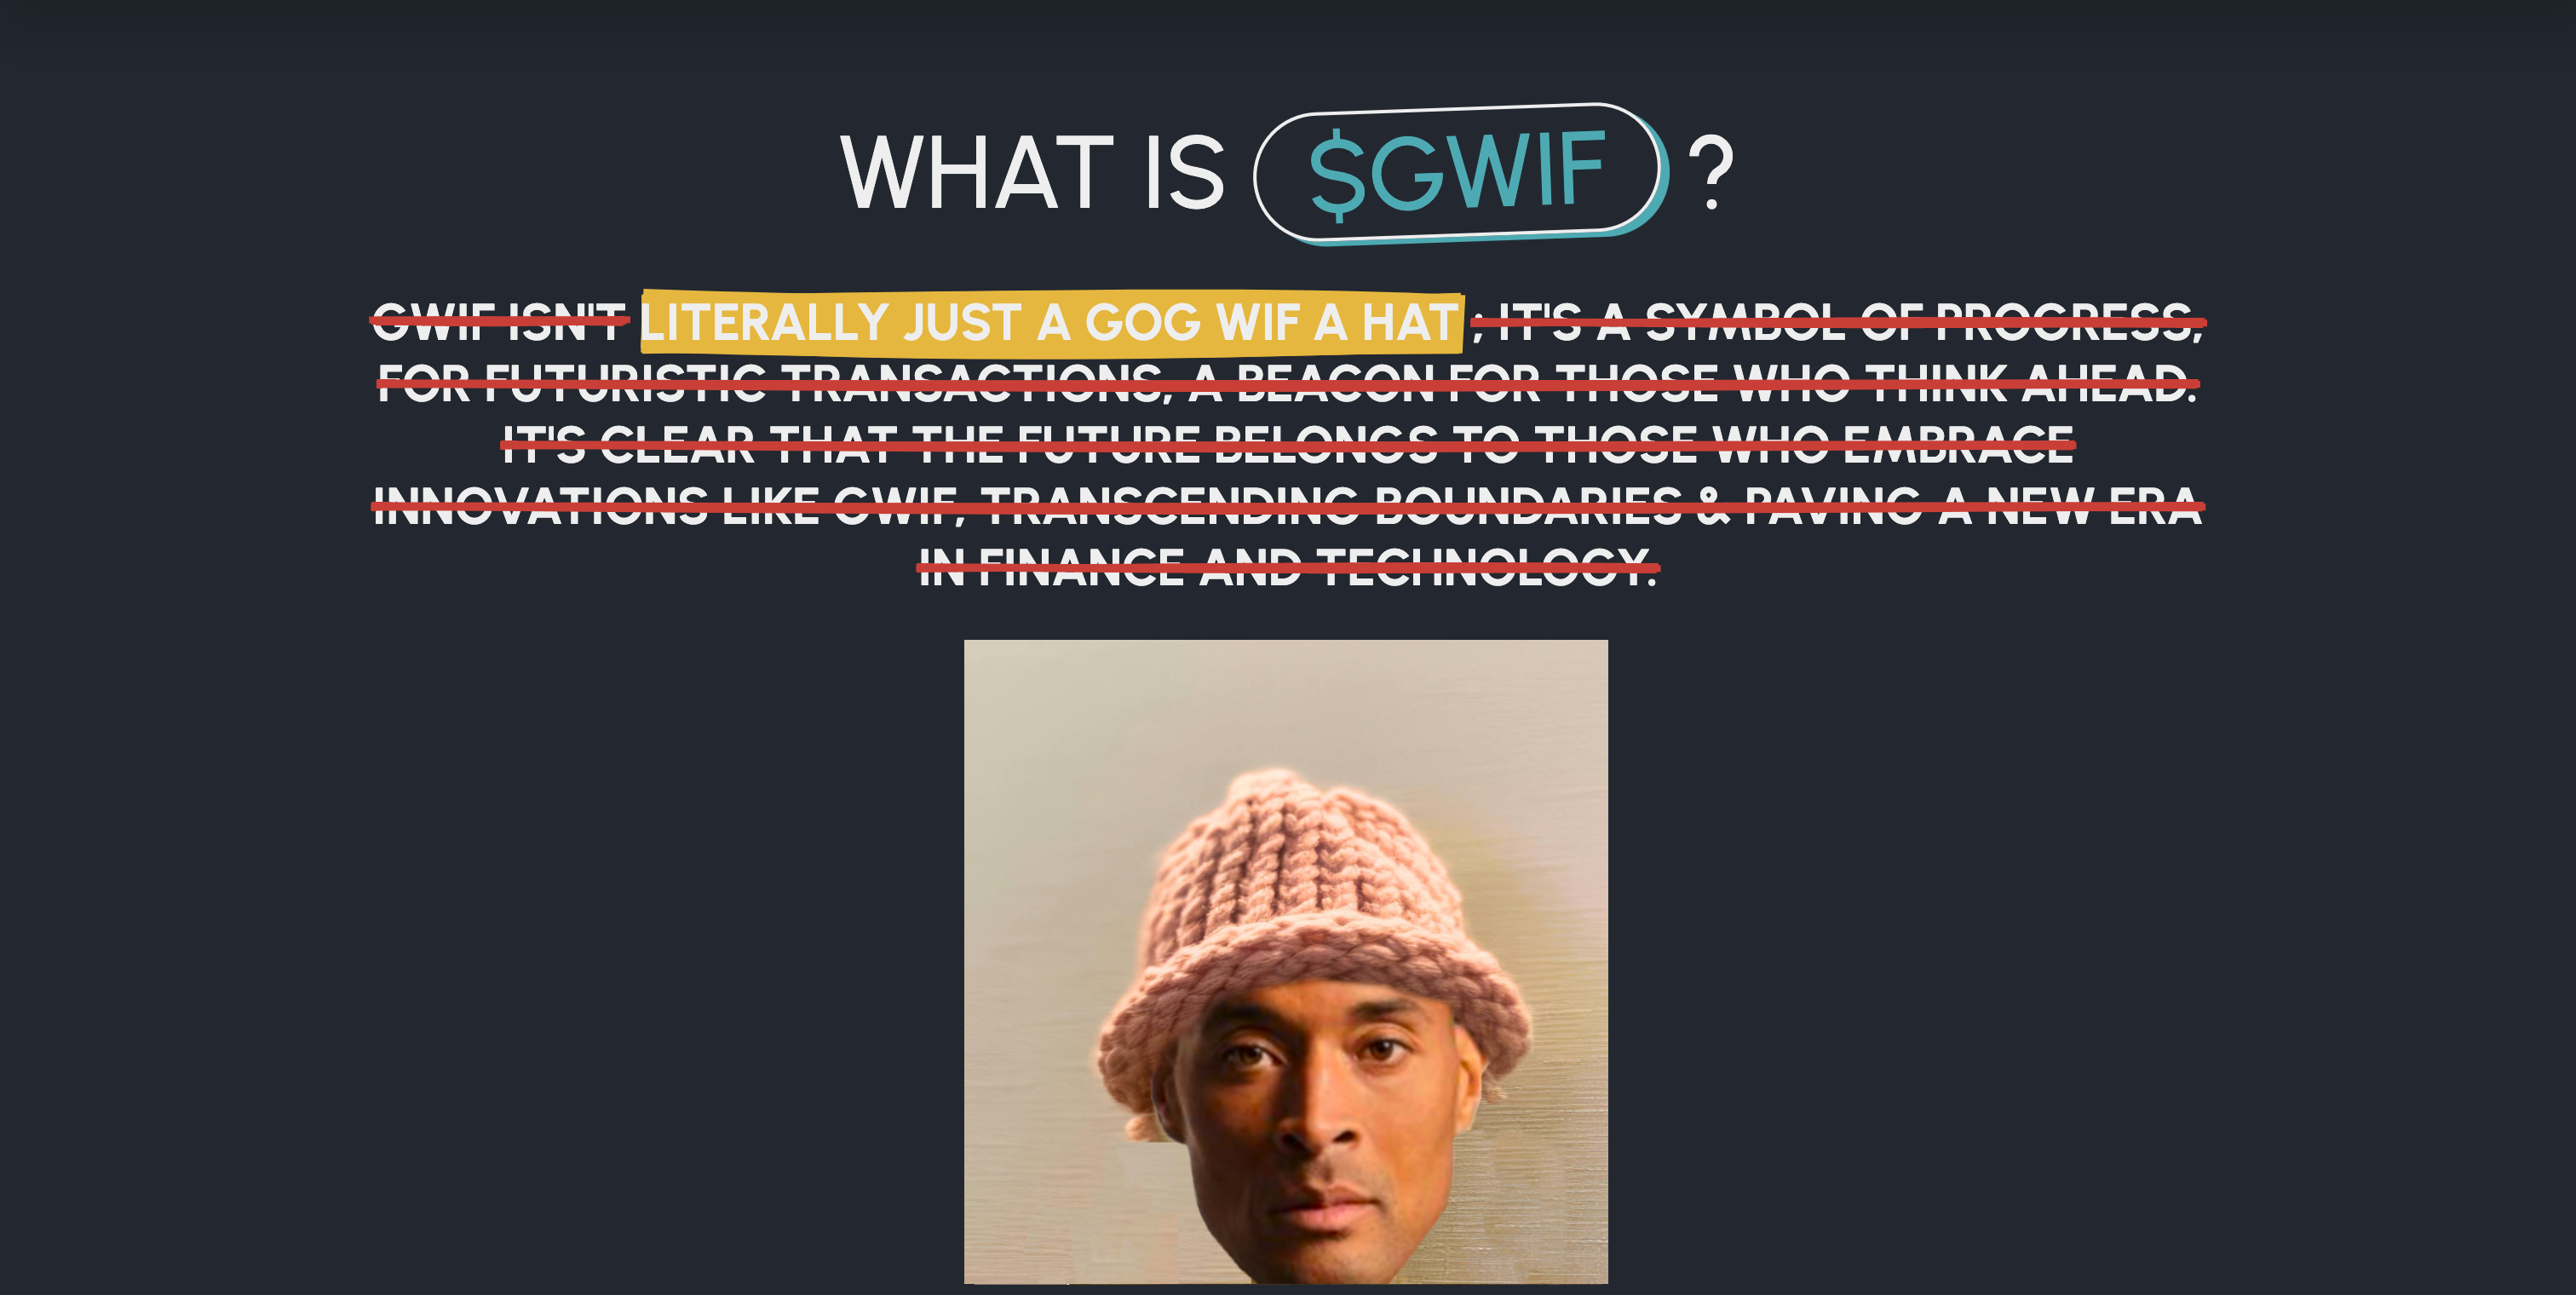 WHAT IS $GWIF ?
GWIF ISN'T LITERALLY JUST A GOG WIF A HAT ; IT'S A SYMBOL OF PROGRESS,
FOR FUTURISTIC TRANSACTIONS, A BEACON FOR THOSE WHO THINK AHEAD.
IT'S CLEAR THAT THE FUTURE BELONGS TO THOSE WHO EMBRACE
INNOVATIONS LIKE GWIF, TRANSCENDING BOUNDARIES & PAVING A NEW ERA
IN FINANCE AND TECHNOLOGY.